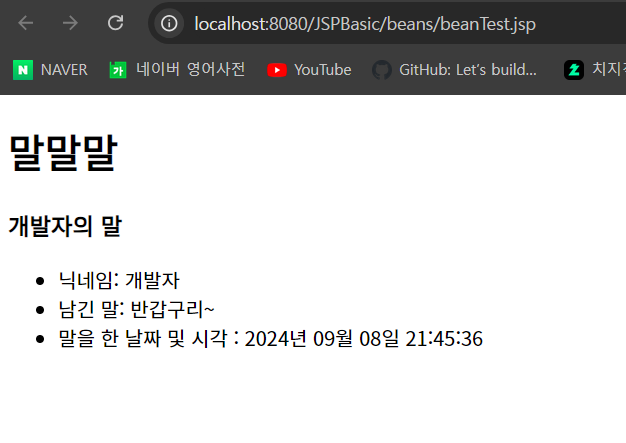 localhost:8080/JSPBasic/beans/beanTest.jsp
NAVER 네이버 영어사전 YouTube GitHub: Let's build...
말말말
개발자의 말
닉네임: 개발자
남긴 말: 반갑구리~
말을 한 날짜 및 시각 : 2024년 09월 08일 21:45:36